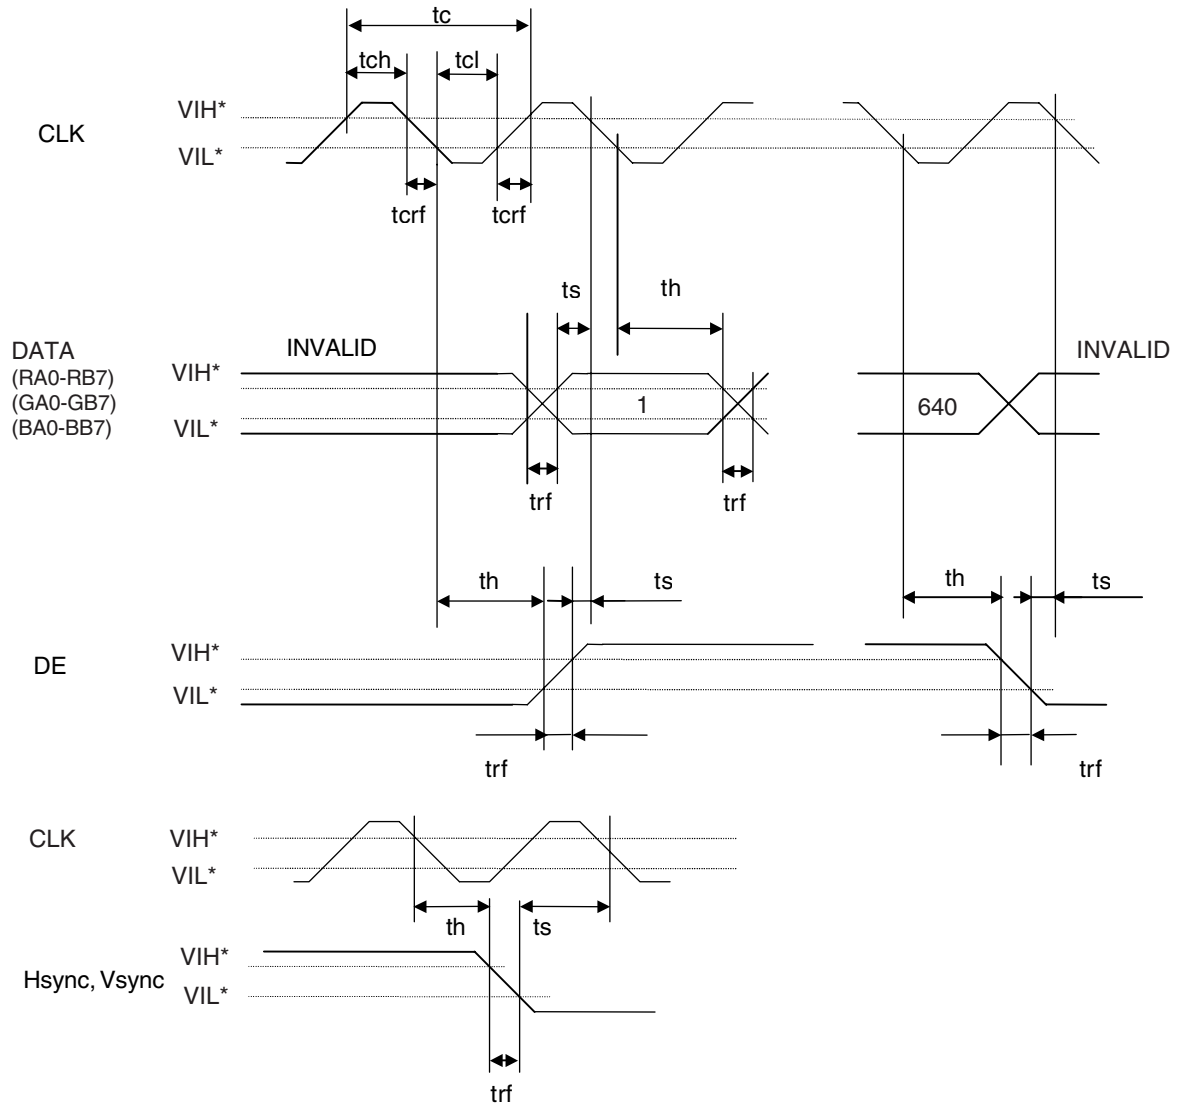 tc
tch
tcl
VIH*
CLK
VIL*
tcrf
tcrf
ts
th
DATA
INVALID
INVALID
(RA0-RB7)
VIH*
(GA0-GB7)
1
640
(BA0-BB7)
VIL*
trf
trf
th
ts
th
ts
VIH*
DE
VIL*
trf
trf
CLK
VIH*
VIL*
th
ts
VIH*
Hsync, Vsync
VIL*
trf